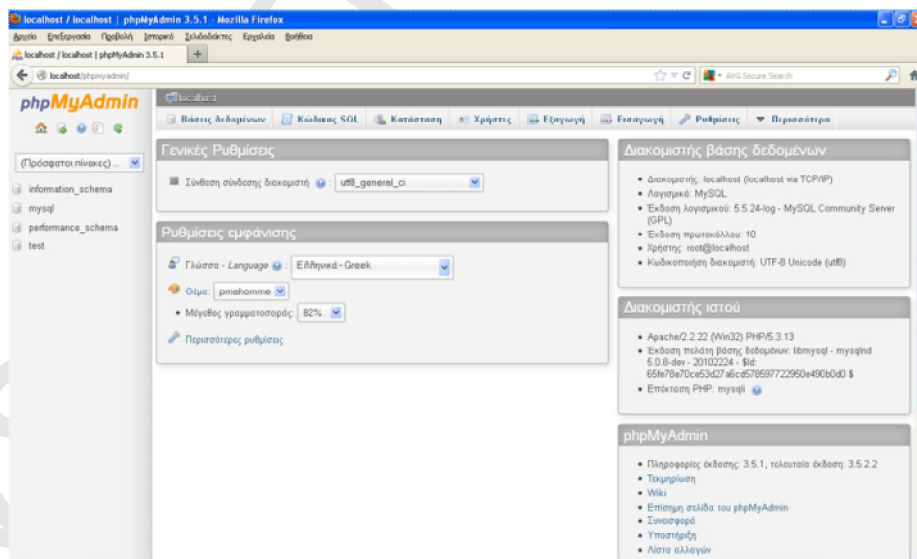 localhost / localhost | phpMyAdmin 3.5.1 - Mozilla Firefox
Αρχείο Επεξεργασία Προβολή Ιστορικό Σελιδοδείκτες Εργαλεία Βοήθεια
localhost / localhost | phpMyAdmin 3.5.1
localhost/phpmyadmin/
AVG Secure Search
phpMyAdmin
(Πρόσφατοι πίνακες) ...
information_schema
mysql
performance_schema
test
localhost
Βάσεις δεδομένων Κώδικας SQL Κατάσταση Χρήστες Εξαγωγή Εισαγωγή Ρυθμίσεις Περισσότερα
Γενικές Ρυθμίσεις
Σύνθεση σύνδεσης διακομιστή : utf8_general_ci
Ρυθμίσεις εμφάνισης
Γλώσσα - Language : Ελληνικά - Greek
Θέμα: pmahomme
Μέγεθος γραμματοσειράς: 82%
Περισσότερες ρυθμίσεις
Διακομιστής βάσης δεδομένων
Διακομιστής: localhost (localhost via TCP/IP)
Λογισμικό: MySQL
Έκδοση λογισμικού: 5.5.24-log - MySQL Community Server
(GPL)
Έκδοση πρωτοκόλλου: 10
Χρήστης: root@localhost
Κωδικοποίηση διακομιστή: UTF-8 Unicode (utf8)
Διακομιστής ιστού
Apache/2.2.22 (Win32) PHP/5.3.13
Έκδοση πελάτη βάσης δεδομένων: libmysql - mysqlnd
5.0.8-dev - 20102224 - $Id:
65fe78e70ce53d27a6cd578597722950e490b0d0 $
Επέκταση PHP: mysqli
phpMyAdmin
Πληροφορίες έκδοσης: 3.5.1, τελευταία έκδοση: 3.5.2.2
Τεκμηρίωση
Wiki
Επίσημη σελίδα του phpMyAdmin
Συνεισφορά
Υποστήριξη
Λίστα αλλαγών